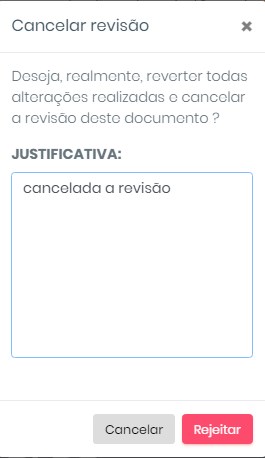 Cancelar revisão
Deseja, realmente, reverter todas
alterações realizadas e cancelar
a revisão deste documento ?
JUSTIFICATIVA:
cancelada a revisão
Cancelar
Rejeitar